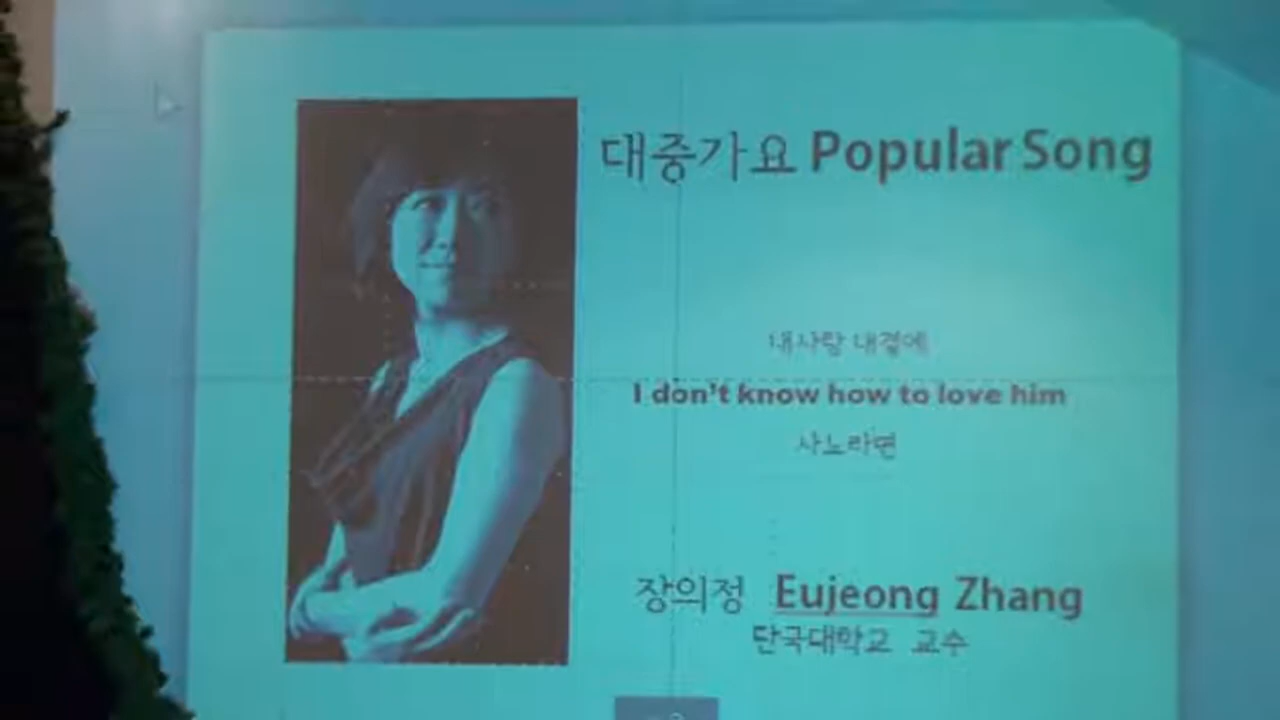 대중가요 Popular Song
내사랑 내곁에
I don't know how to love him
사노라면
장의정 Eujeong Zhang
단국대학교 교수